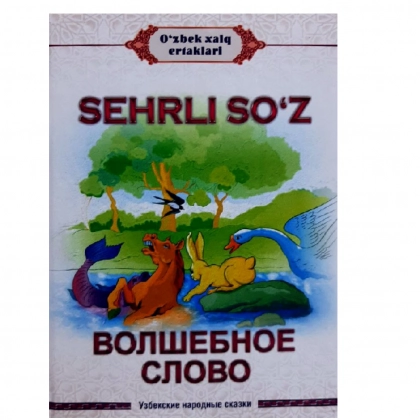 O‘zbek xalq
ertaklari
SEHRLI SO‘Z
ВОЛШЕБНОЕ
СЛОВО
Узбекские народные сказки